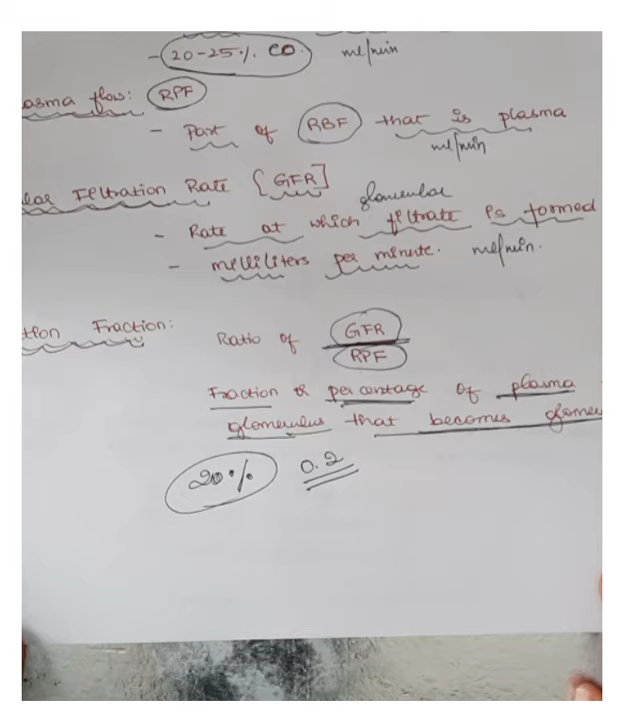 - 20-25% CO ml/min
asma flow: RPF
- Part of RBF that is plasma
ml/min
lar Filtration Rate {GFR]
glomerular
- Rate at which filtrate is formed
- milliliters per minute. ml/min.
tion Fraction: Ratio of GFR
RPF
Fraction or percentage of plasma
glomerulus that becomes glome
20% 0.2